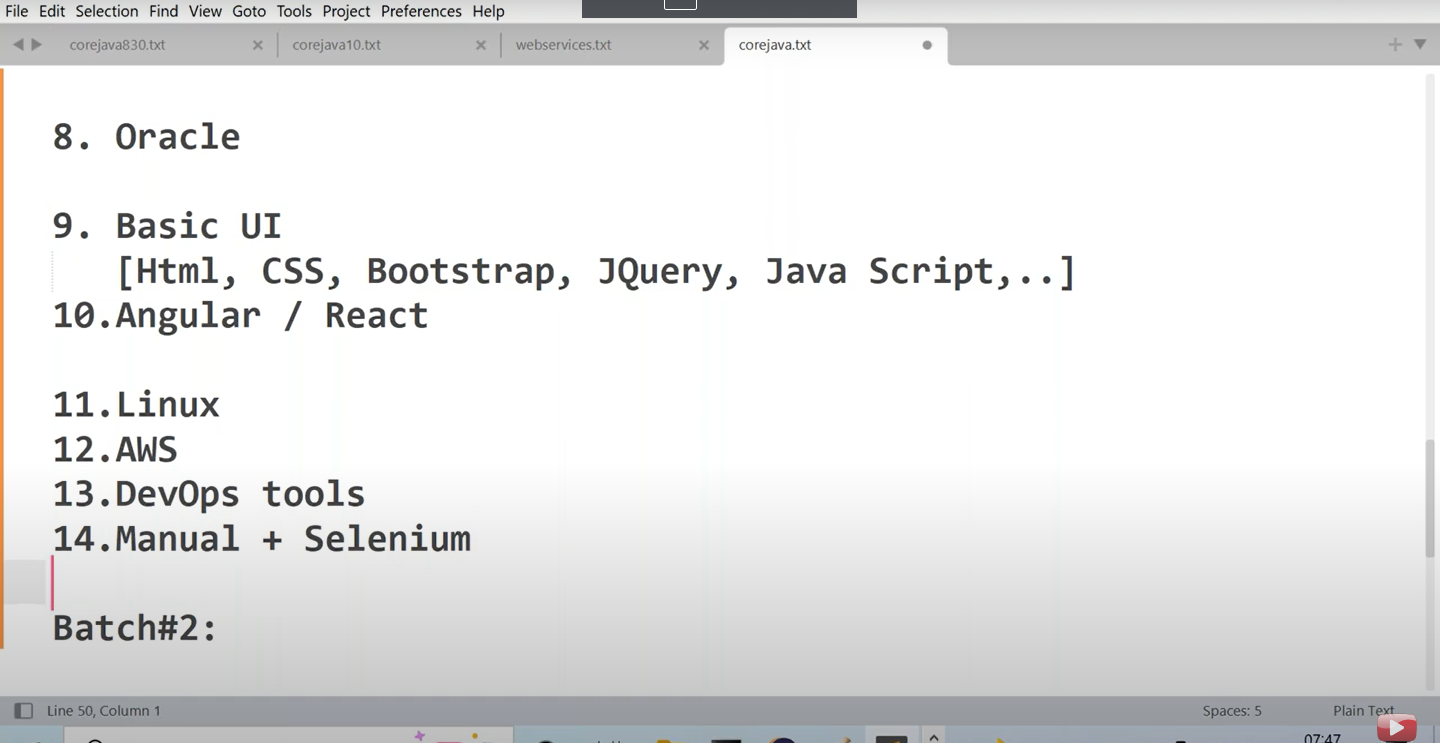 File Edit Selection Find View Goto Tools Project Preferences Help
corejava830.txt corejava10.txt webservices.txt corejava.txt
8. Oracle
9. Basic UI
[Html, CSS, Bootstrap, JQuery, Java Script,..]
10.Angular / React
11.Linux
12.AWS
13.DevOps tools
14.Manual + Selenium
Batch#2:
Line 50, Column 1 Spaces: 5 Plain Text
07:47